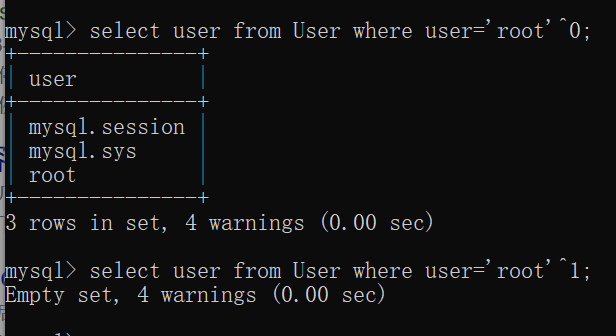 mysql> select user from User where user='root'^0;
+---------------+
| user          |
+---------------+
| mysql.session |
| mysql.sys     |
| root          |
+---------------+
3 rows in set, 4 warnings (0.00 sec)
mysql> select user from User where user='root'^1;
Empty set, 4 warnings (0.00 sec)